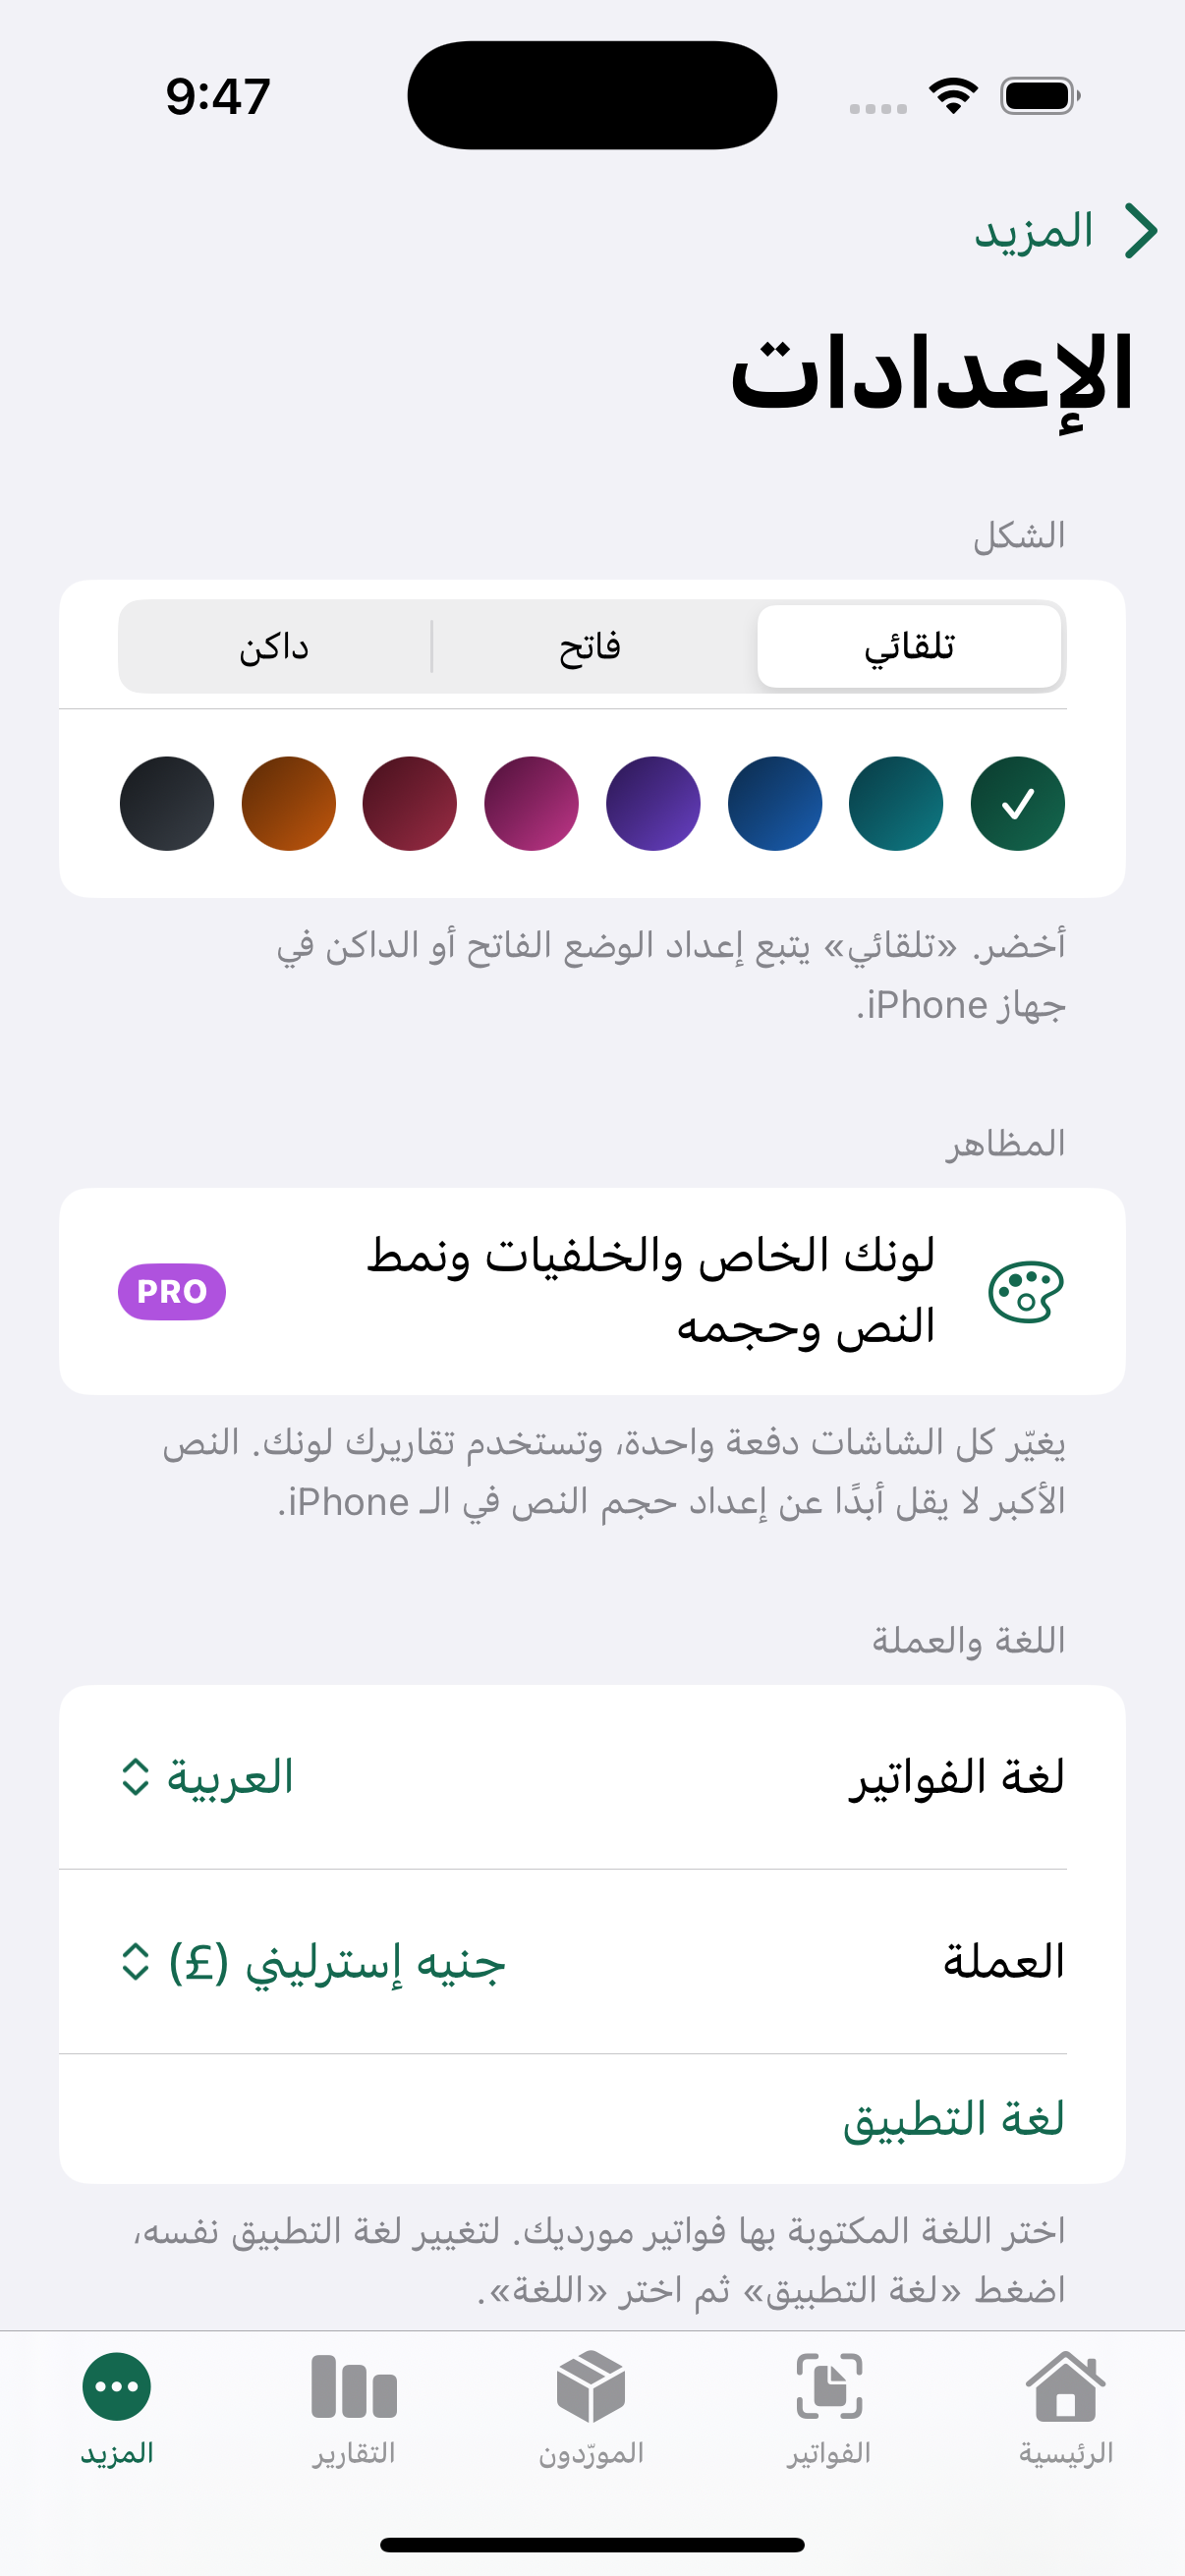 9:47
المزيد
الإعدادات
الشكل
تلقائي
فاتح
داكن
أخضر. «تلقائي» يتبع إعداد الوضع الفاتح أو الداكن في
جهاز iPhone.
المظاهر
لونك الخاص والخلفيات ونمط
النص وحجمه
PRO
يغيّر كل الشاشات دفعة واحدة، وتستخدم تقاريرك لونك. النص
الأكبر لا يقل أبدًا عن إعداد حجم النص في الـ iPhone.
اللغة والعملة
لغة الفواتير
العربية
العملة
جنيه إسترليني (£)
لغة التطبيق
اختر اللغة المكتوبة بها فواتير مورديك. لتغيير لغة التطبيق نفسه،
اضغط «لغة التطبيق» ثم اختر «اللغة».
الرئيسية
الفواتير
المورّدون
التقارير
المزيد